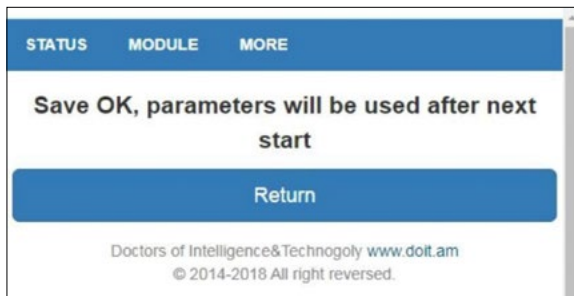 STATUS MODULE MORE
Save OK, parameters will be used after next
start
Return
Doctors of Intelligence&Technogoly www.doit.am
© 2014-2018 All right reversed.